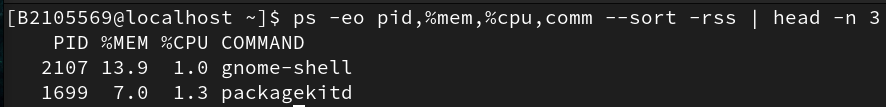 [B2105569@localhost ~]$ ps -eo pid,%mem,%cpu,comm --sort -rss | head -n 3
    PID %MEM %CPU COMMAND
   2107 13.9  1.0 gnome-shell
   1699  7.0  1.3 packagekitd